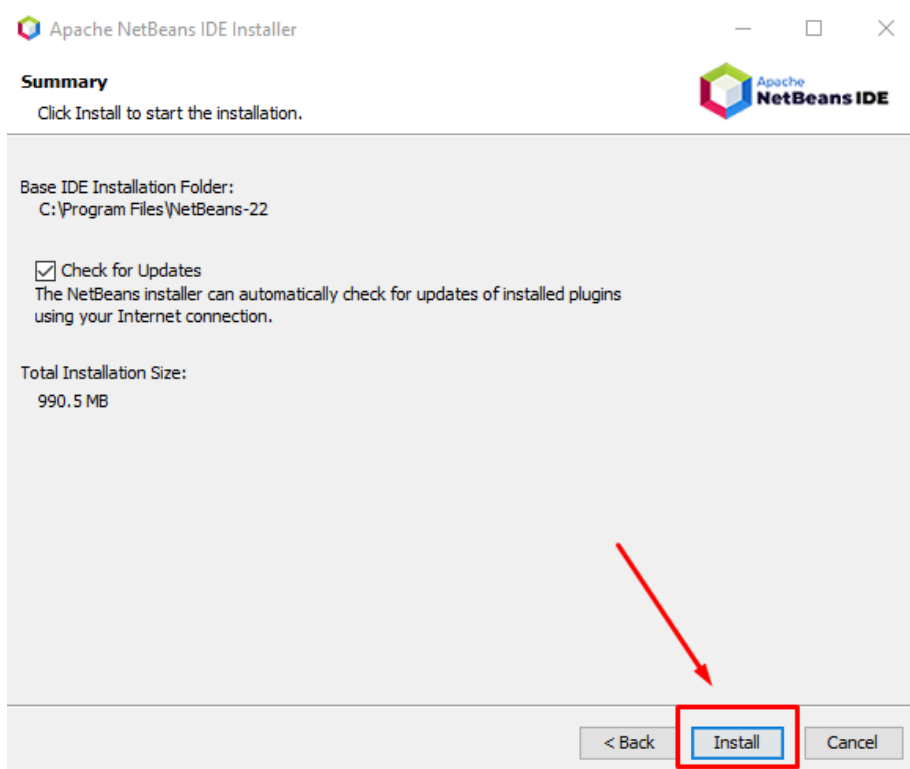 Apache NetBeans IDE Installer
Summary
Click Install to start the installation.
Apache
NetBeans IDE
Base IDE Installation Folder:
C:\Program Files\NetBeans-22
Check for Updates
The NetBeans installer can automatically check for updates of installed plugins
using your Internet connection.
Total Installation Size:
990.5 MB
< Back Install Cancel